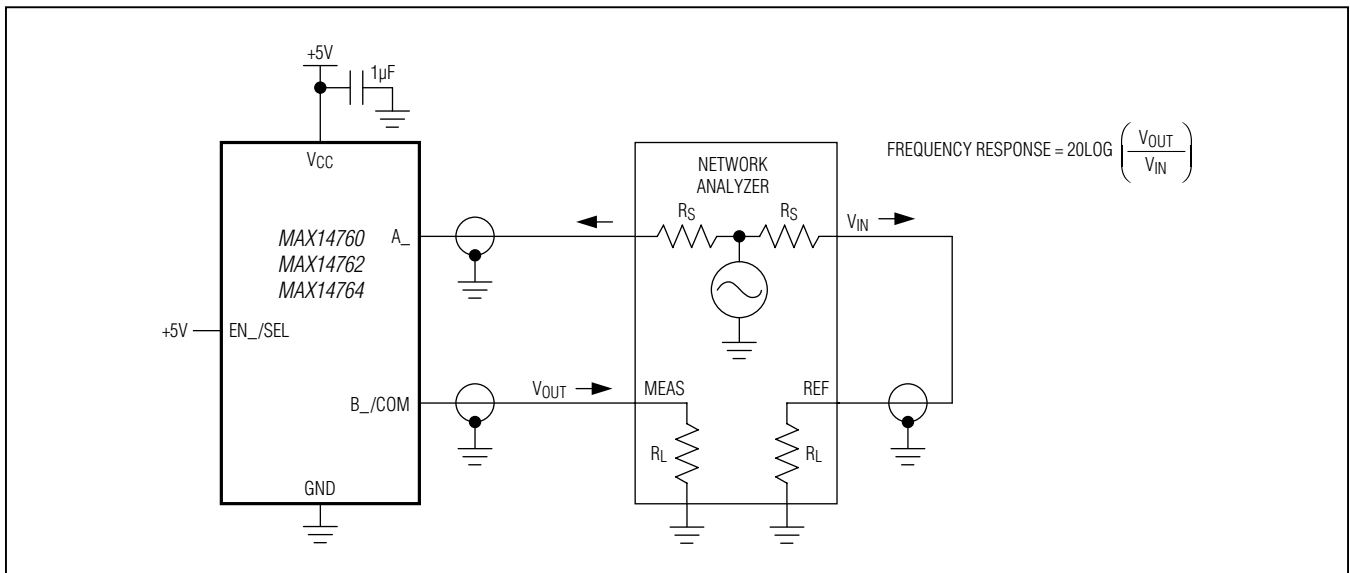 +5V
1µF
VCC
MAX14760
MAX14762
MAX14764
A_
+5V
EN_/SEL
B_/COM
GND
NETWORK
ANALYZER
RS
RS
VIN
VOUT
MEAS
REF
RL
RL
FREQUENCY RESPONSE = 20LOG (VOUT
VIN)